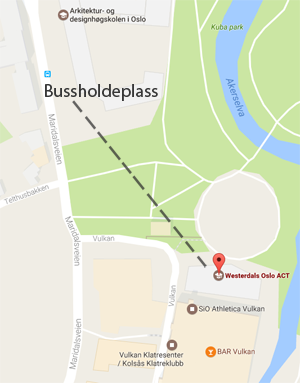 Arkitektur- og
designhøgskolen i Oslo
Kuba park
Akerselva
Bussholdeplass
Maridalsveien
Telthusbakken
Maridalsveien
Vulkan
Westerdals Oslo ACT
Vulkan
SiO Athletica Vulkan
Maridalsveien
Vulkan Klatresenter /
Kolsås Klatreklubb
BAR Vulkan